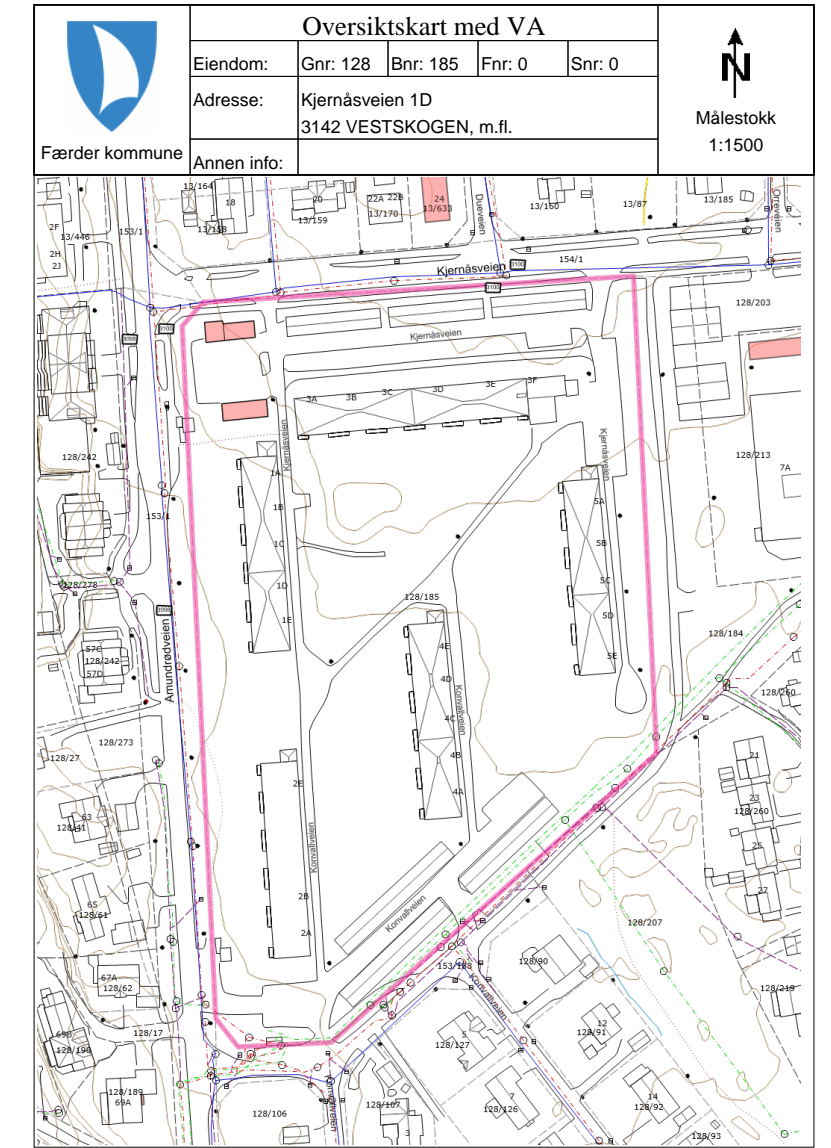 Oversiktskart med VA
Eiendom: Gnr: 128 Bnr: 185 Fnr: 0 Snr: 0
Adresse: Kjernåsveien 1D
3142 VESTSKOGEN, m.fl.
Annen info:
Færder kommune
N
Målestokk
1:1500
13/164
18
20
22A 22B
24
13/633
13/170
13/159
13/158
Dueveien
13/160
13/87
13/185
Orreveien
2F
13/446
2H
2J
153/1
154/1
Kjernåsveien
3100
3100
3100
3098
128/203
Kjernåsveien
3A
3B
3C
3D
3E
3F
Kjernåsveien
Kjernåsveien
128/242
128/213
7A
1A
1B
1C
1D
1E
5A
5B
5C
5D
5E
153/1
128/278
3098
128/185
Amundrødveien
57C
128/242
57D
4E
4D
4C
4B
4A
Konvallveien
128/184
128/260
128/273
128/27
2E
Konvallveien
2B
2A
21
23
128/260
25
27
63
128/41
65
128/61
Konvallveien
128/207
153/188
128/90
67A
128/62
128/219
Konvallveien
69B
128/190
128/17
5
128/127
12
128/91
128/189
69A
128/106
Konvallveien
128/107
3
7
128/126
14
128/92
128/93